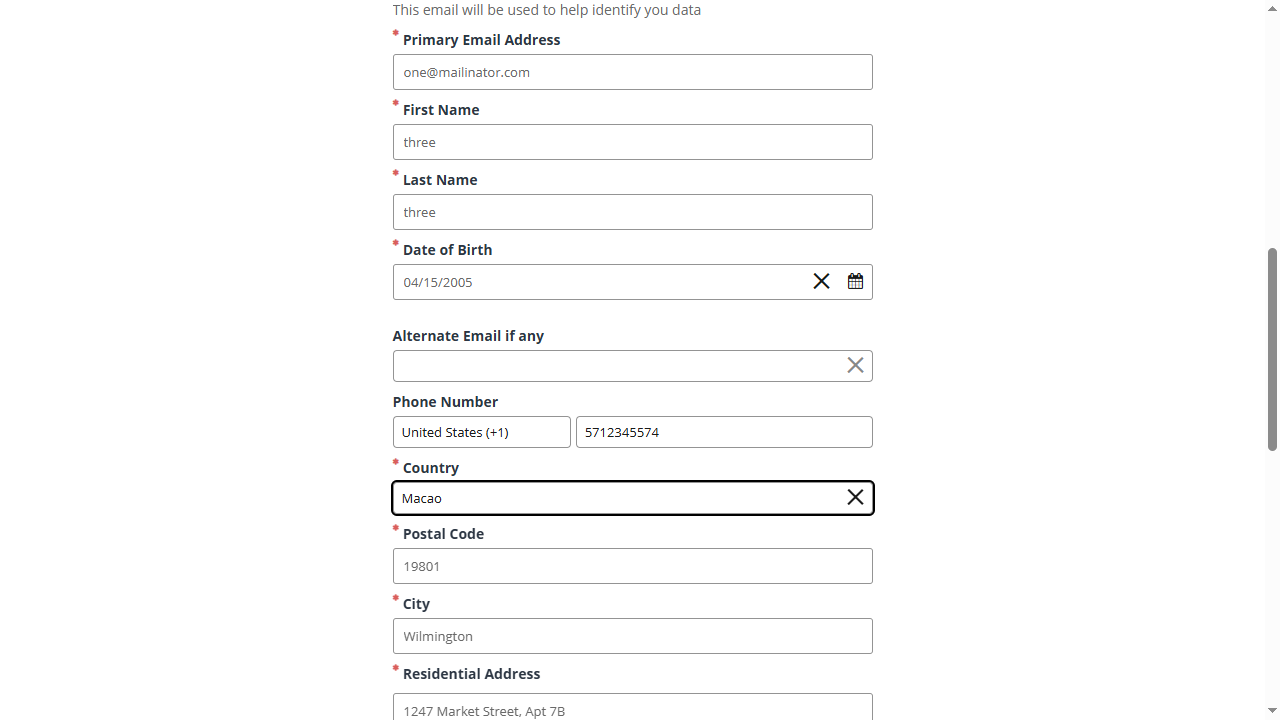 This email will be used to help identify you data
* Primary Email Address
one@mailinator.com
* First Name
three
* Last Name
three
* Date of Birth
04/15/2005
Alternate Email if any
Phone Number
United States (+1) 5712345574
* Country
Macao
* Postal Code
19801
* City
Wilmington
* Residential Address
1247 Market Street, Apt 7B